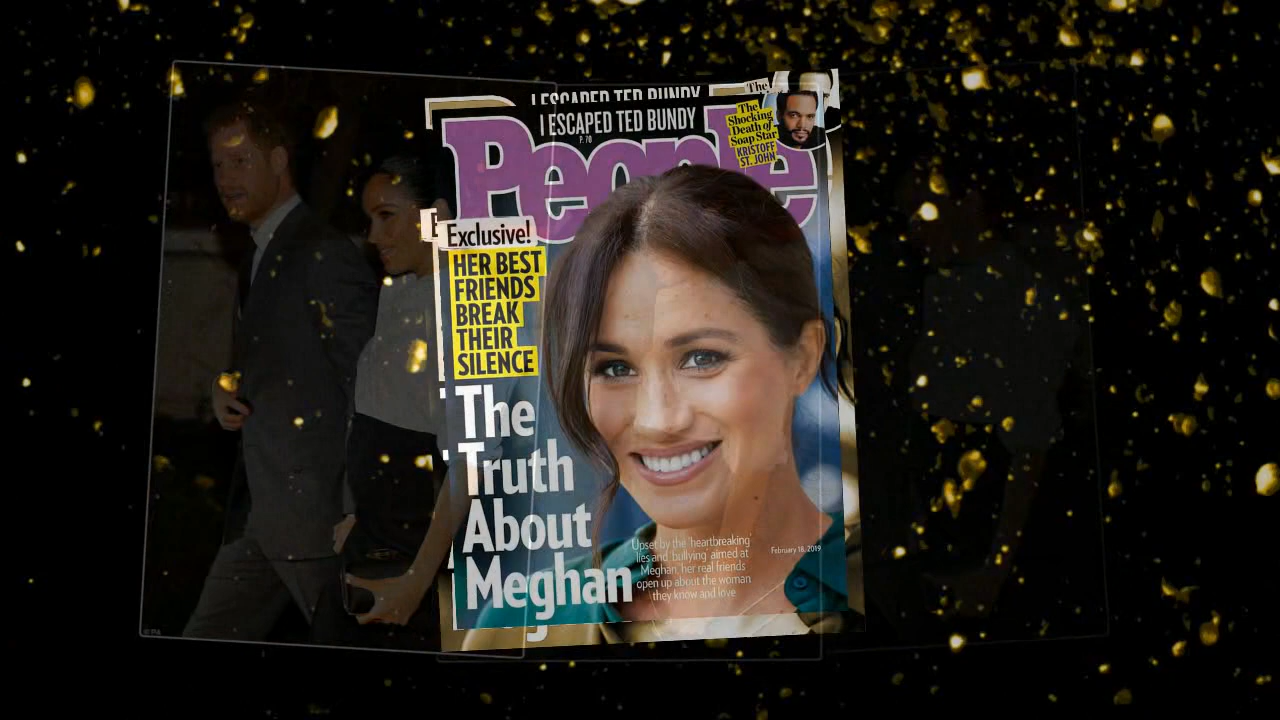 I ESCAPED TED BUNDY
I ESCAPED TED BUNDY
P. 78
The
The
Shocking
Death of
Soap Star
KRISTOFF
ST. JOHN
People
Exclusive!
HER BEST
FRIENDS
BREAK
THEIR
SILENCE
The
Truth
About
Meghan
Upset by the 'heartbreaking
lies and bullying' aimed at
Meghan, her real friends
open up about the woman
they know and love
February 18, 2019
©PA